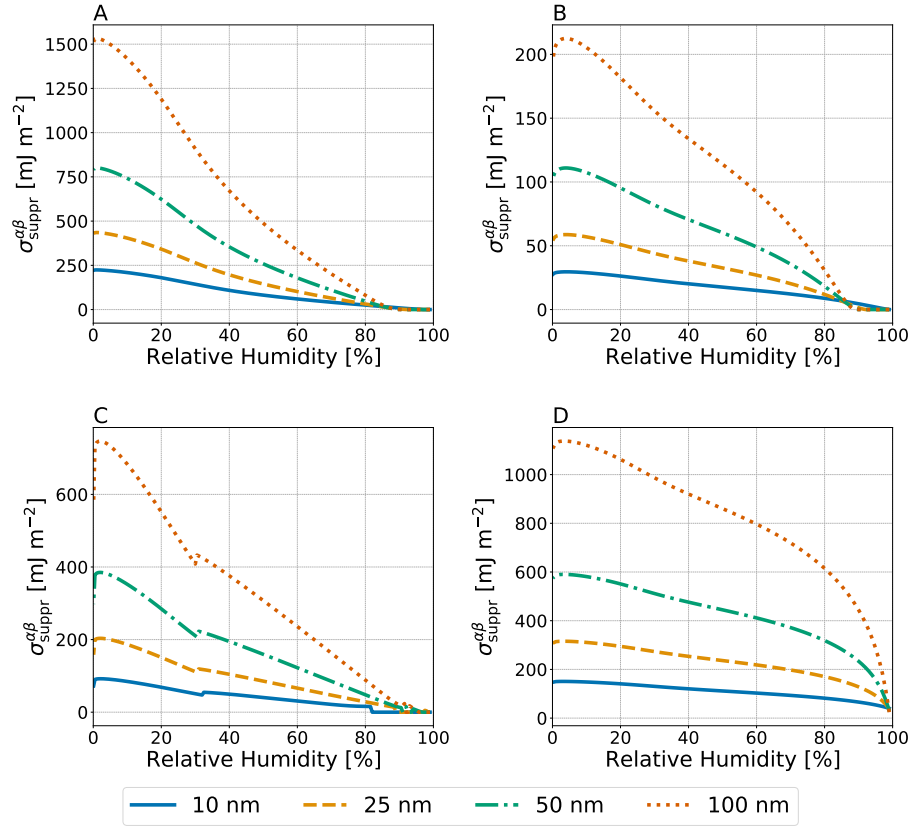 A
1500
1250
1000
750
500
250
0
σ^{αβ}_{suppr} [mJ m⁻²]
0 20 40 60 80 100
Relative Humidity [%]
B
200
150
100
50
0
σ^{αβ}_{suppr} [mJ m⁻²]
0 20 40 60 80 100
Relative Humidity [%]
C
600
400
200
0
σ^{αβ}_{suppr} [mJ m⁻²]
0 20 40 60 80 100
Relative Humidity [%]
D
1000
800
600
400
200
0
σ^{αβ}_{suppr} [mJ m⁻²]
0 20 40 60 80 100
Relative Humidity [%]
10 nm 25 nm 50 nm 100 nm